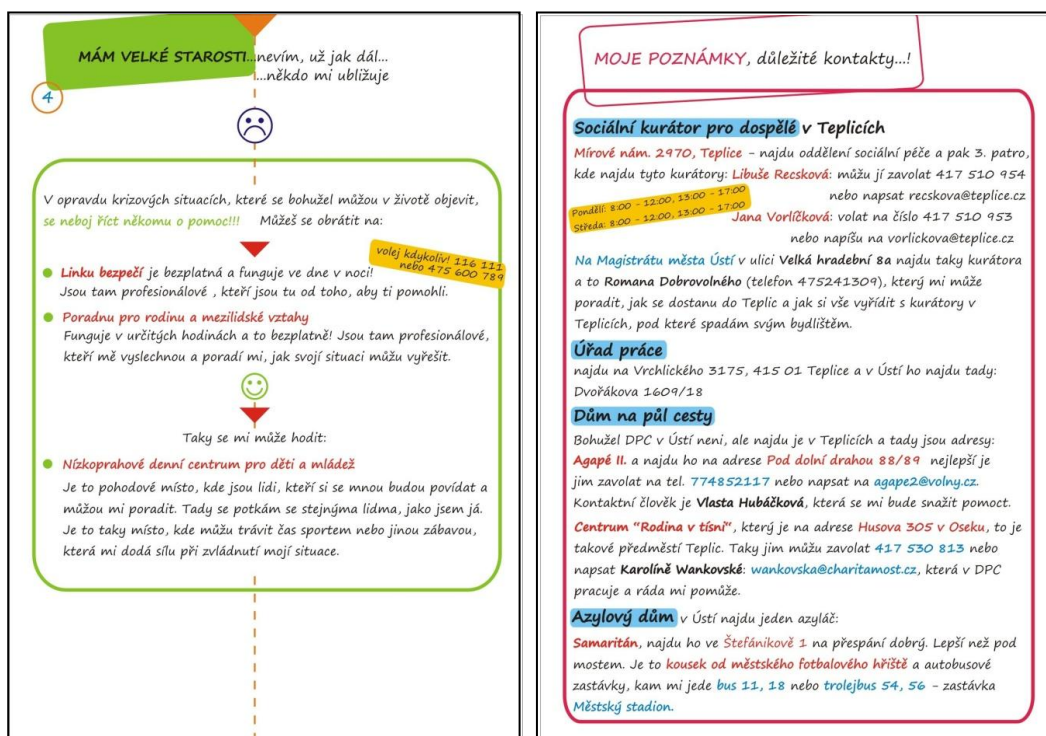 MÁM VELKÉ STAROSTI...nevím, už jak dál...
...někdo mi ubližuje
4
V opravdu krizových situacích, které se bohužel můžou v životě objevit,
se neboj říct někomu o pomoc!!! Můžeš se obrátit na:
volej kdykoliv! 116 111
nebo 475 600 789
Linku bezpečí je bezplatná a funguje ve dne v noci!
Jsou tam profesionálové , kteří jsou tu od toho, aby ti pomohli.
Poradnu pro rodinu a mezilidské vztahy
Funguje v určitých hodinách a to bezplatně! Jsou tam profesionálové,
kteří mě vyslechnou a poradí mi, jak svojí situaci můžu vyřešit.
Taky se mi může hodit:
Nízkoprahové denní centrum pro děti a mládež
Je to pohodové místo, kde jsou lidi, kteří si se mnou budou povídat a
můžou mi poradit. Tady se potkám se stejnýma lidma, jako jsem já.
Je to taky místo, kde můžu trávit čas sportem nebo jinou zábavou,
která mi dodá sílu při zvládnutí mojí situace.
MOJE POZNÁMKY, důležité kontakty...!
Sociální kurátor pro dospělé v Teplicích
Mírové nám. 2970, Teplice - najdu oddělení sociální péče a pak 3. patro,
kde najdu tyto kurátory: Libuše Recsková: můžu jí zavolat 417 510 954
nebo napsat recskova@teplice.cz
Pondělí: 8:00 - 12:00, 13:00 - 17:00
Středa: 8:00 - 12:00, 13:00 - 17:00
Jana Vorlíčková: volat na číslo 417 510 953
nebo napíšu na vorlickova@teplice.cz
Na Magistrátu města Ústí v ulici Velká hradební 8a najdu taky kurátora
a to Romana Dobrovolného (telefon 475241309), který mi může
poradit, jak se dostanu do Teplic a jak si vše vyřídit s kurátory v
Teplicích, pod které spadám svým bydlištěm.
Úřad práce
najdu na Vrchlického 3175, 415 01 Teplice a v Ústí ho najdu tady:
Dvořákova 1609/18
Dům na půl cesty
Bohužel DPC v Ústí neni, ale najdu je v Teplicích a tady jsou adresy:
Agapé II. a najdu ho na adrese Pod dolní drahou 88/89 nejlepší je
jim zavolat na tel. 774852117 nebo napsat na agape2@volny.cz.
Kontaktní člověk je Vlasta Hubáčková, která se mi bude snažit pomoct.
Centrum “Rodina v tísni”, který je na adrese Husova 305 v Oseku, to je
takové předměstí Teplic. Taky jim můžu zavolat 417 530 813 nebo
napsat Karolíně Wankovské: wankovska@charitamost.cz, která v DPC
pracuje a ráda mi pomůže.
Azylový dům v Ústí najdu jeden azyláč:
Samaritán, najdu ho ve Štefánikově 1 na přespání dobrý. Lepší než pod
mostem. Je to kousek od městského fotbalového hřiště a autobusové
zastávky, kam mi jede bus 11, 18 nebo trolejbus 54, 56 - zastávka
Městský stadion.